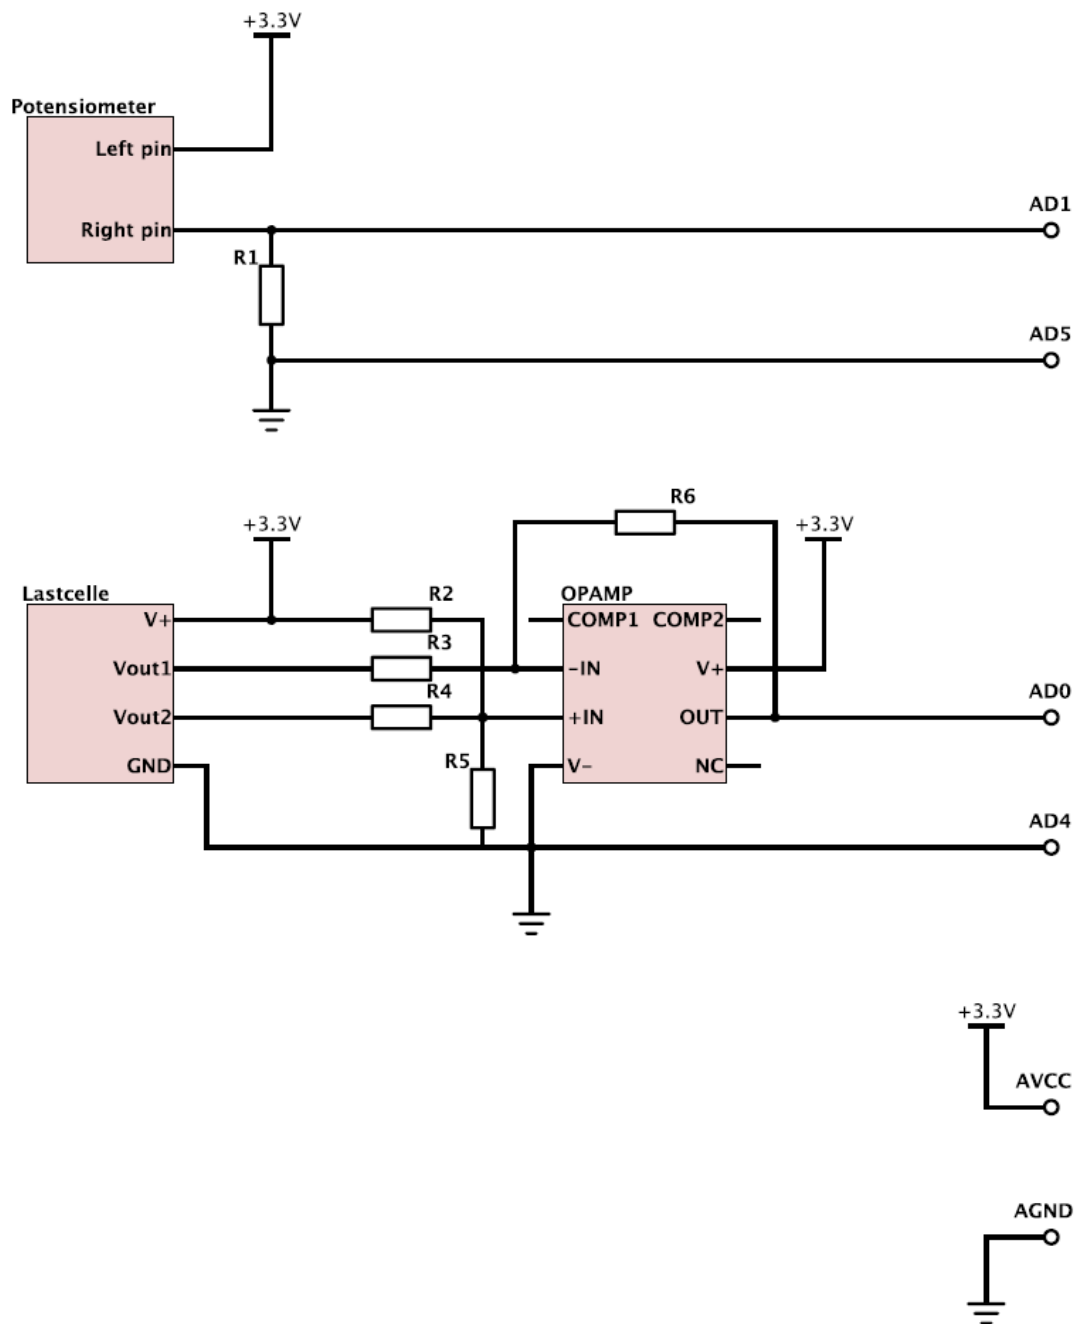 +3.3V
Potensiometer
Left pin
Right pin
AD1
R1
AD5
R6
+3.3V
+3.3V
Lastcelle
OPAMP
R2
V+
COMP1 COMP2
R3
Vout1
-IN
V+
R4
AD0
Vout2
+IN
OUT
R5
GND
V-
NC
AD4
+3.3V
AVCC
AGND